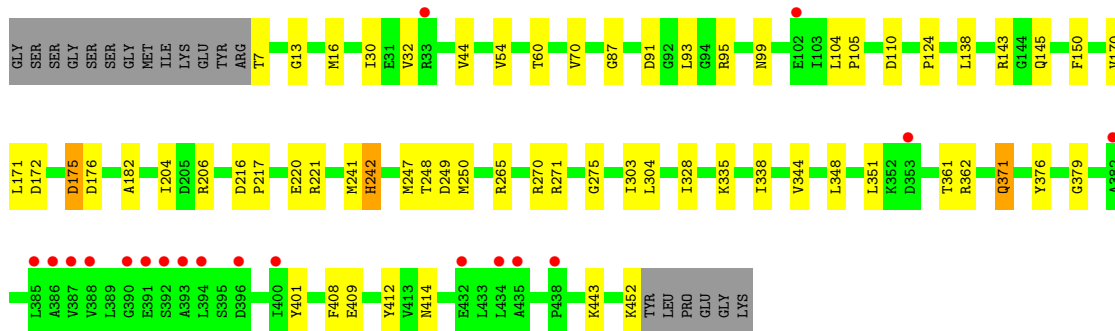 GLY SER SER GLY SER SER GLY MET ILE LYS GLU TYR ARG T7 G13 M16 I30 E31 V32 R33 V44 V54 T60 V70 G87 D91 G92 L93 G94 R95 N99 E102 I103 L104 P105 D110 P124 L138 R143 G144 Q145 F150 V170
L171 D172 D175 D176 A182 I204 D205 R206 D216 P217 E220 R221 M241 H242 M247 T248 D249 M250 R265 R270 R271 G275 I303 L304 I328 K335 I338 V344 L348 L351 K352 D353 T361 R362 Q371 Y376 G379 A382
L385 A386 V387 V388 L389 G390 E391 S392 A393 L394 S395 D396 I400 Y401 F408 E409 Y412 V413 N414 E432 L433 L434 A435 P438 K443 K452 TYR LEU PRO GLU GLY LYS